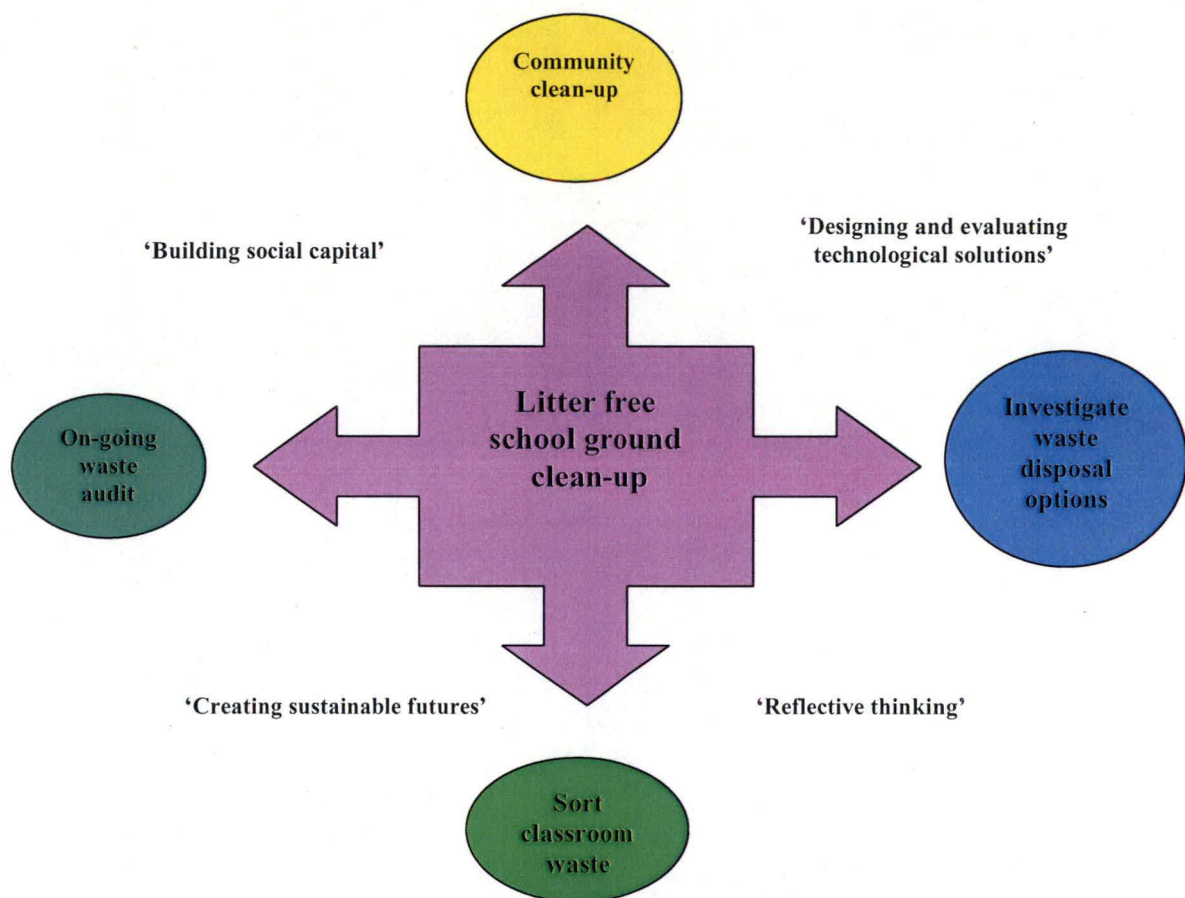 Community
clean-up
‘Building social capital’
‘Designing and evaluating
technological solutions’
Litter free
school ground
clean-up
On-going
waste
audit
Investigate
waste
disposal
options
‘Creating sustainable futures’
‘Reflective thinking’
Sort
classroom
waste